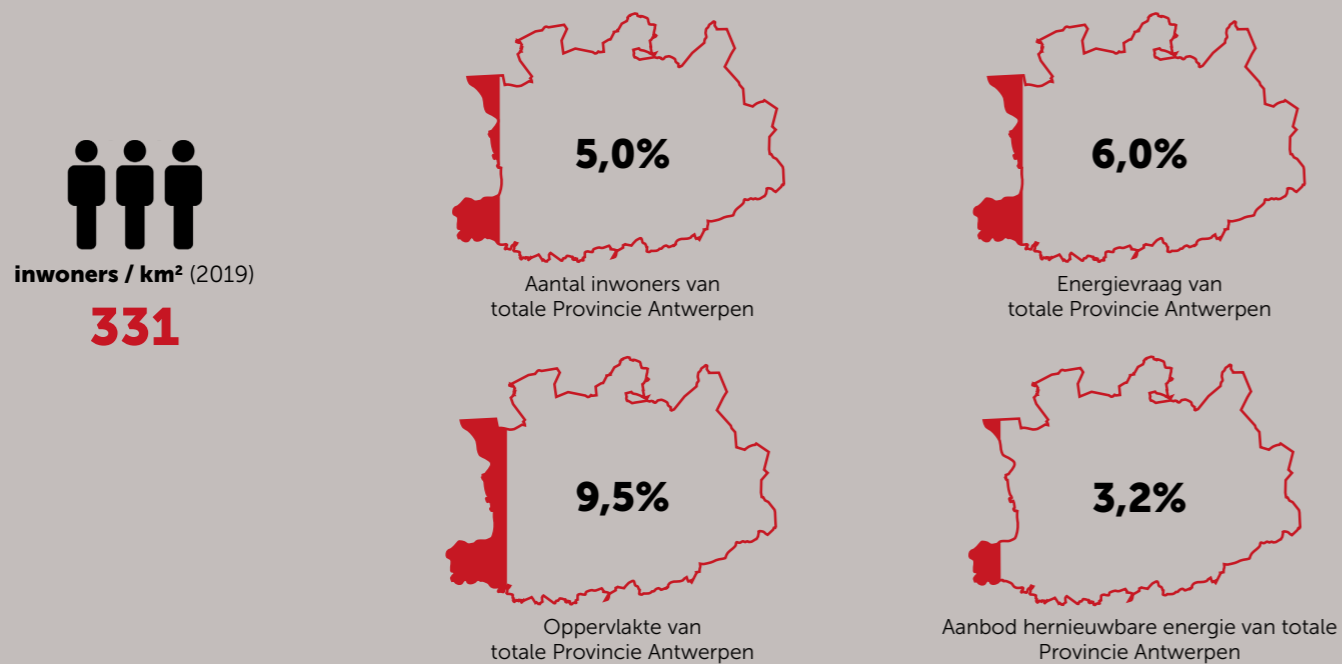 inwoners / km² (2019)
331
5,0%
Aantal inwoners van
totale Provincie Antwerpen
6,0%
Energievraag van
totale Provincie Antwerpen
9,5%
Oppervlakte van
totale Provincie Antwerpen
3,2%
Aanbod hernieuwbare energie van totale
Provincie Antwerpen